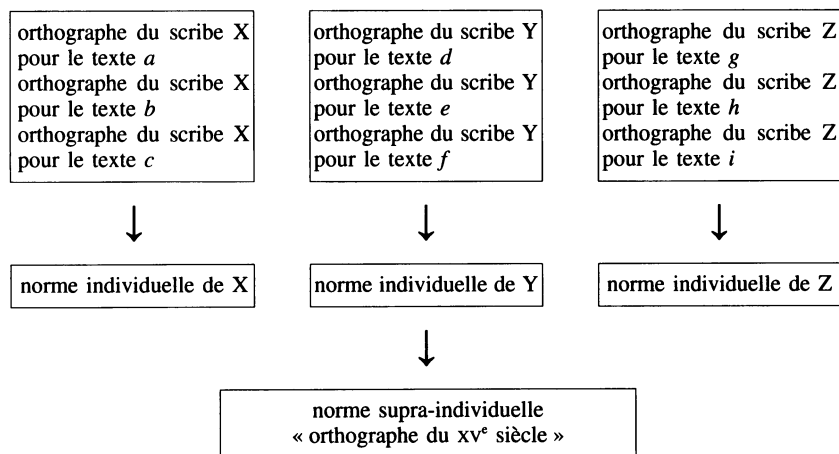 orthographe du scribe X
pour le texte a
orthographe du scribe X
pour le texte b
orthographe du scribe X
pour le texte c
orthographe du scribe Y
pour le texte d
orthographe du scribe Y
pour le texte e
orthographe du scribe Y
pour le texte f
orthographe du scribe Z
pour le texte g
orthographe du scribe Z
pour le texte h
orthographe du scribe Z
pour le texte i
norme individuelle de X
norme individuelle de Y
norme individuelle de Z
norme supra-individuelle
« orthographe du XVe siècle »